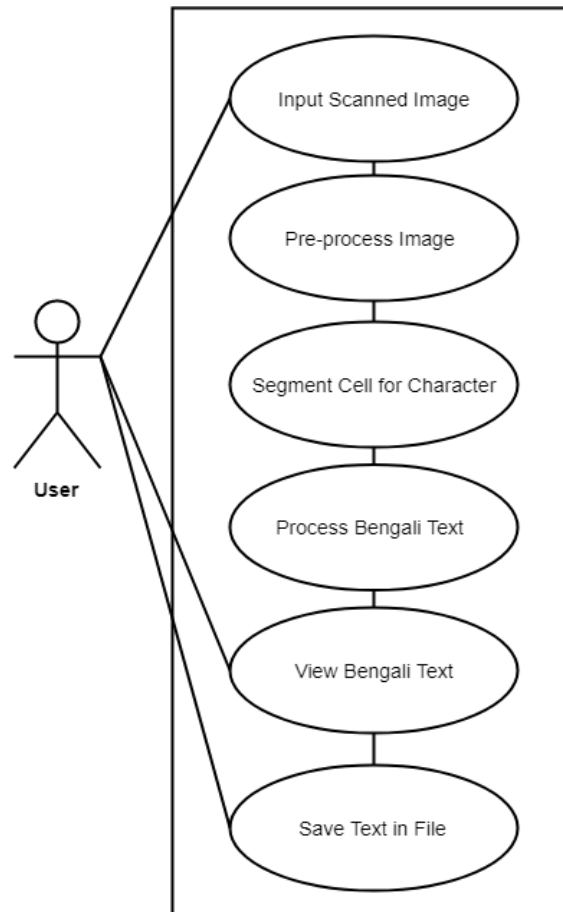 Input Scanned Image
Pre-process Image
Segment Cell for Character
Process Bengali Text
User
View Bengali Text
Save Text in File